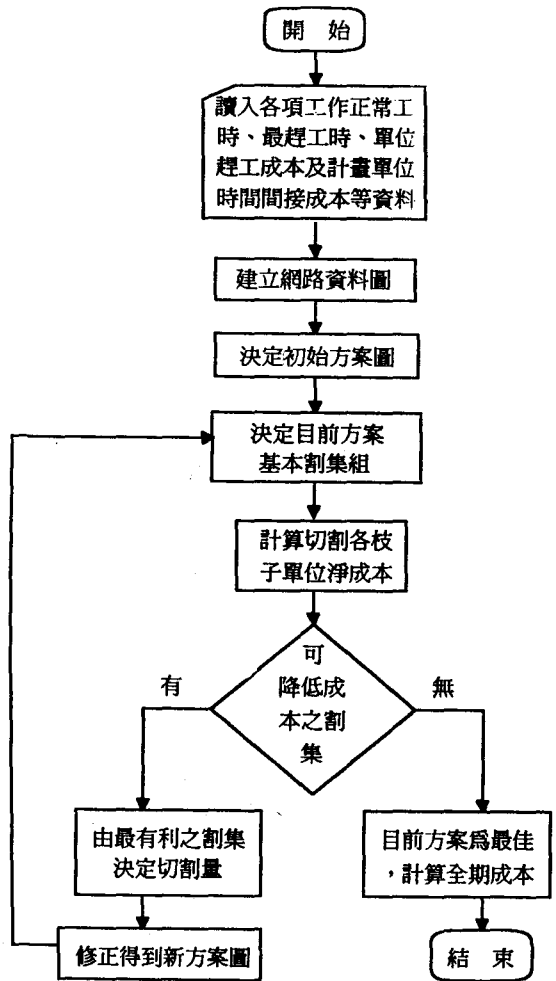 開 始
讀入各項工作正常工
時、最趕工時、單位
趕工成本及計畫單位
時間間接成本等資料
建立網路資料圖
決定初始方案圖
決定目前方案
基本割集組
計算切割各枝
子單位淨成本
可
降低成
本之割
集
有
無
由最有利之割集
決定切割量
目前方案爲最佳
，計算全期成本
修正得到新方案圖
結 束